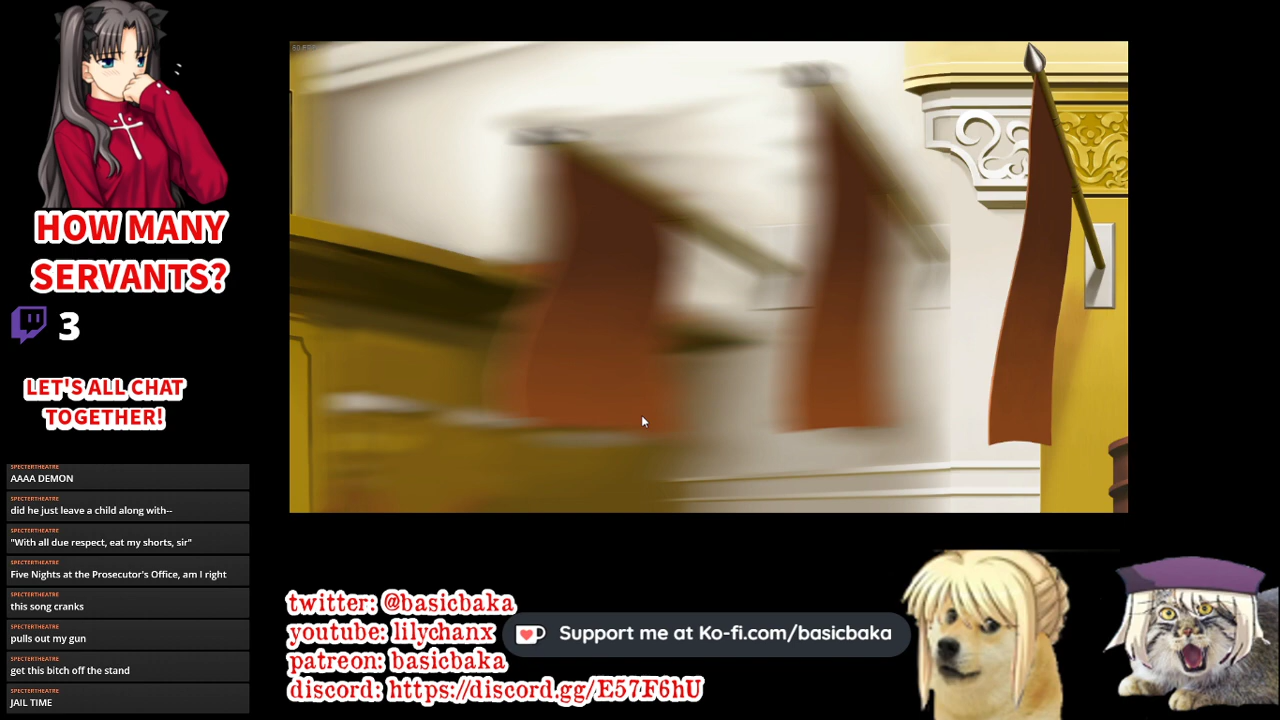 HOW MANY
SERVANTS?
3
LET'S ALL CHAT
TOGETHER!
SPECTERTHEATRE
AAAA DEMON
SPECTERTHEATRE
did he just leave a child along with--
SPECTERTHEATRE
"With all due respect, eat my shorts, sir"
SPECTERTHEATRE
Five Nights at the Prosecutor's Office, am I right
SPECTERTHEATRE
this song cranks
SPECTERTHEATRE
pulls out my gun
SPECTERTHEATRE
get this bitch off the stand
SPECTERTHEATRE
JAIL TIME
twitter: @basicbaka
youtube: lilychanx
patreon: basicbaka
discord: https://discord.gg/E57F6hU
Support me at Ko-fi.com/basicbaka